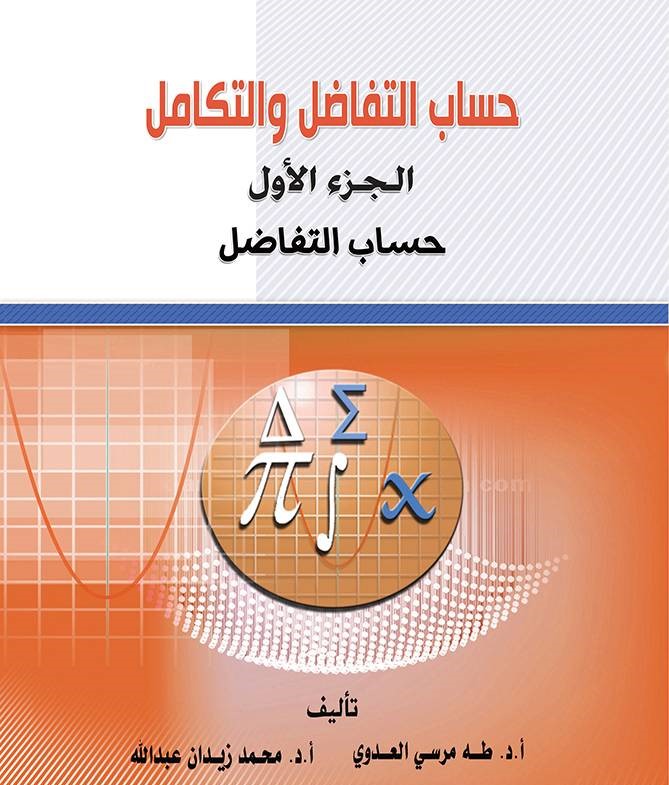 حساب التفاضل والتكامل
الجزء الأول
حساب التفاضل
Δ Σ
π ∫ x
تأليف
أ.د. طه مرسي العدوي أ.د. محمد زيدان عبدالله